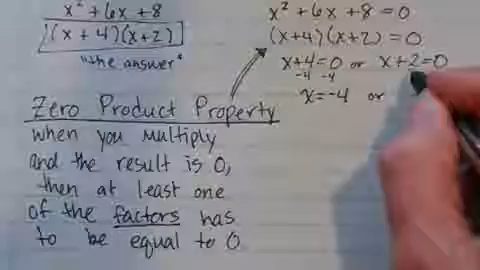 x² + 6x + 8
(x + 4)(x + 2)
"the answer"
Zero Product Property
when you multiply
and the result is 0,
then at least one
of the factors has
to be equal to 0
x² + 6x + 8 = 0
(x+4)(x+2) = 0
x+4=0 or x+2=0
-4 -4
x=-4 or